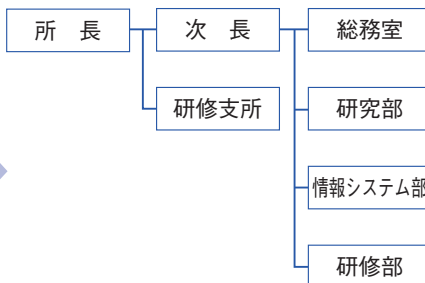 所　長
次　長
総務室
研修支所
研究部
情報システム部
研修部